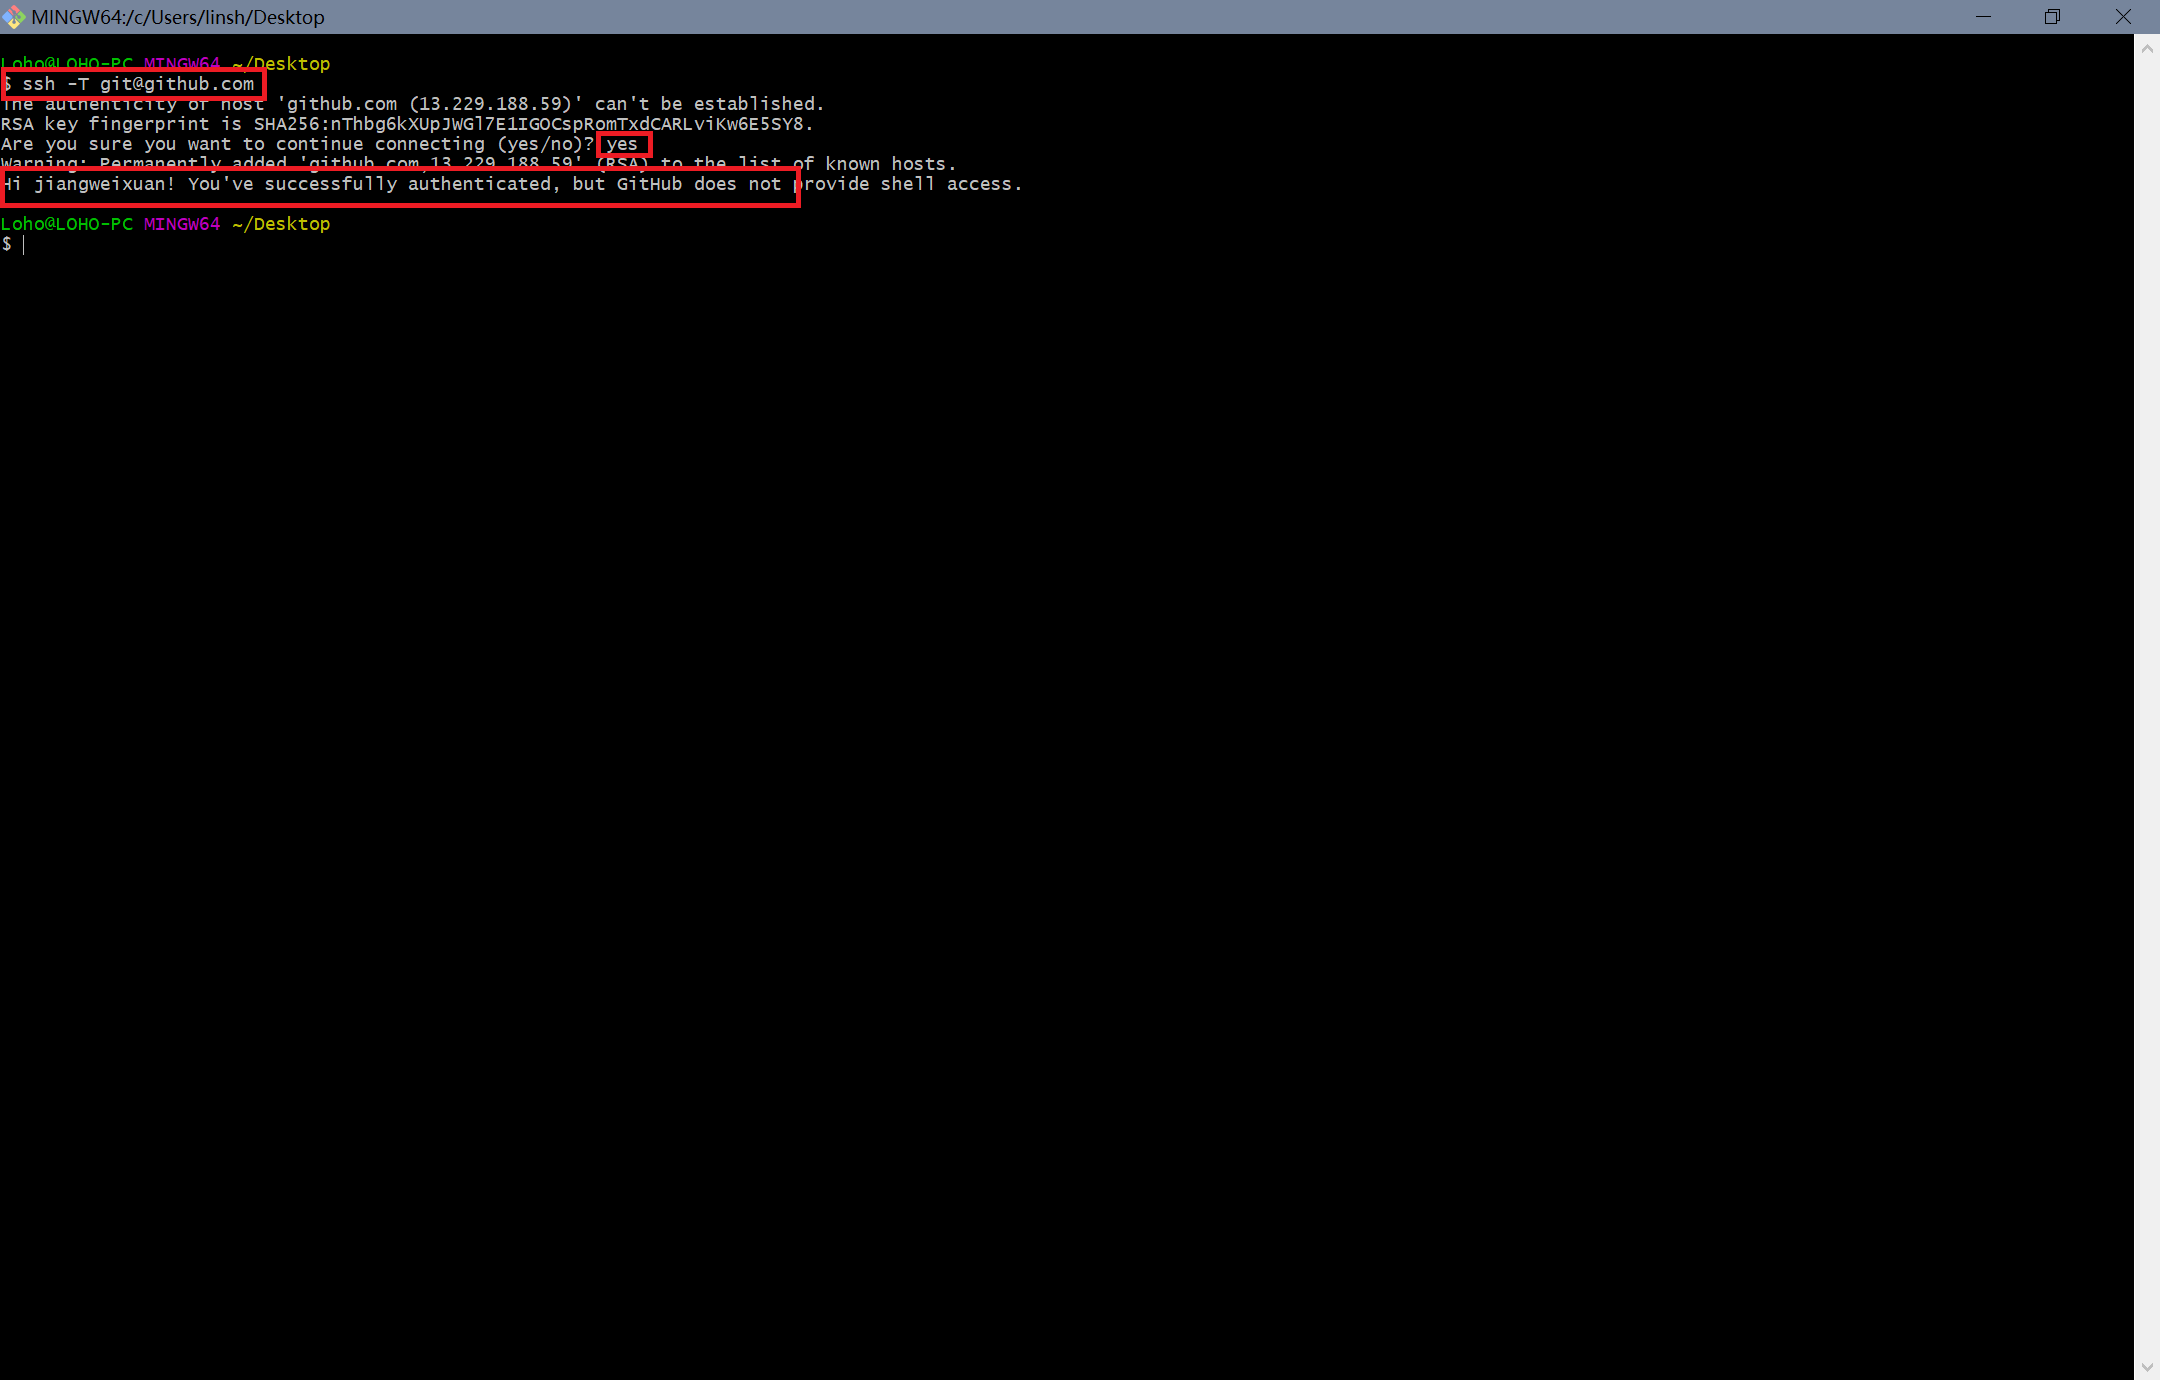 MINGW64:/c/Users/linsh/Desktop
Loho@LOHO-PC MINGW64 ~/Desktop
$ ssh -T git@github.com
The authenticity of host 'github.com (13.229.188.59)' can't be established.
RSA key fingerprint is SHA256:nThbg6kXUpJWGl7E1IGOCspRomTxdCARLviKw6E5SY8.
Are you sure you want to continue connecting (yes/no)? yes
Warning: Permanently added 'github.com,13.229.188.59' (RSA) to the list of known hosts.
Hi jiangweixuan! You've successfully authenticated, but GitHub does not provide shell access.
Loho@LOHO-PC MINGW64 ~/Desktop
$